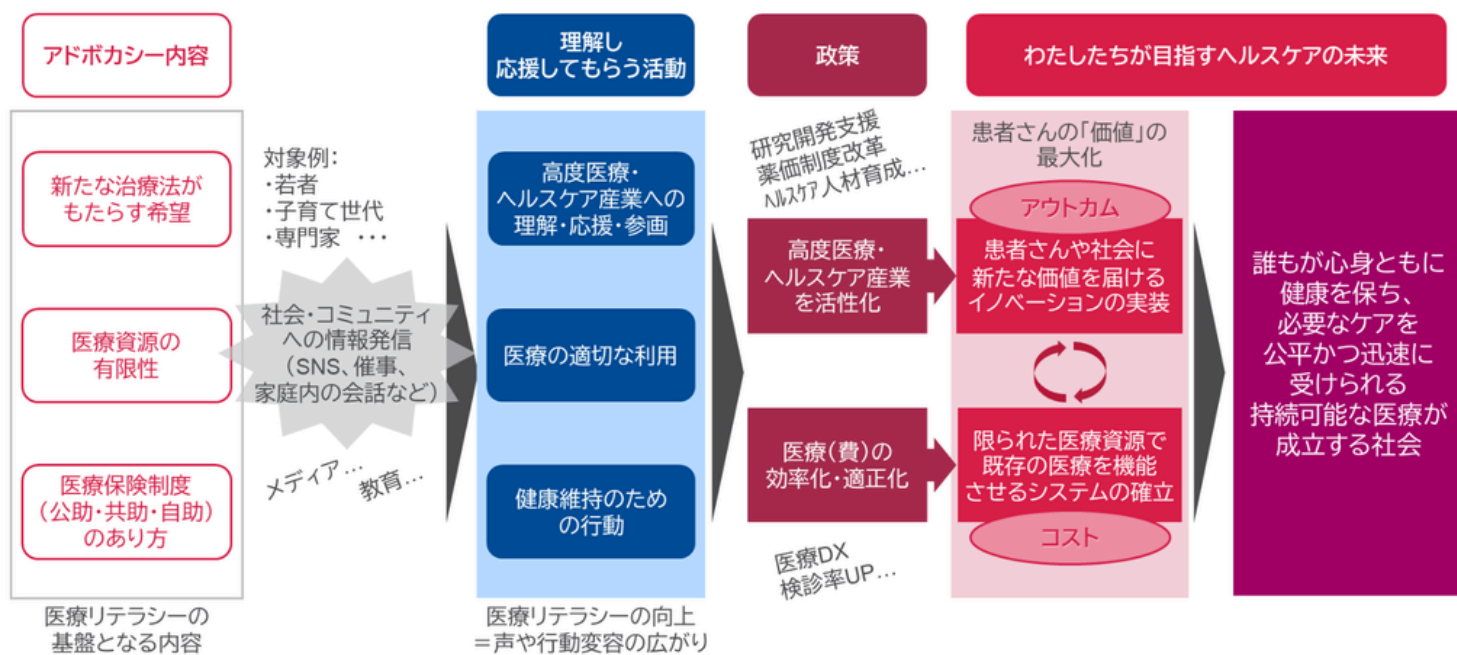 アドボカシー内容
新たな治療法が
もたらす希望
医療資源の
有限性
医療保険制度
（公助・共助・自助）
のあり方
医療リテラシーの
基盤となる内容
対象例：
・若者
・子育て世代
・専門家　・・・
社会・コミュニティ
への情報発信
（SNS、催事、
家庭内の会話など）
メディア…
教育…
理解し
応援してもらう活動
高度医療・
ヘルスケア産業への
理解・応援・参画
医療の適切な利用
健康維持のため
の行動
医療リテラシーの向上
＝声や行動変容の広がり
政策
研究開発支援
薬価制度改革
ヘルスケア人材育成…
高度医療・
ヘルスケア産業
を活性化
医療（費）の
効率化・適正化
医療DX
検診率UP…
わたしたちが目指すヘルスケアの未来
患者さんの「価値」の
最大化
アウトカム
患者さんや社会に
新たな価値を届ける
イノベーションの実装
限られた医療資源で
既存の医療を機能
させるシステムの確立
コスト
誰もが心身ともに
健康を保ち、
必要なケアを
公平かつ迅速に
受けられる
持続可能な医療が
成立する社会